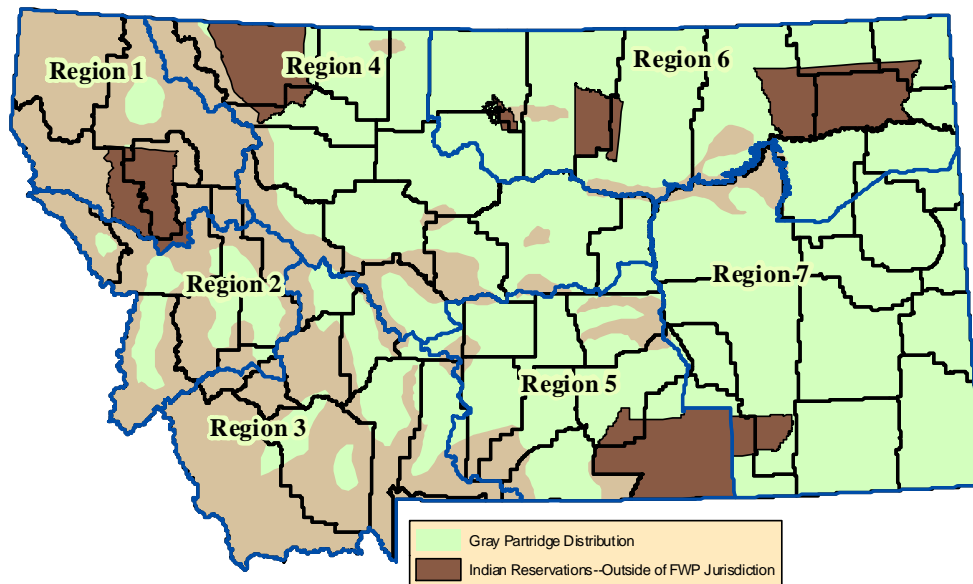 Region 1
Region 4
Region 6
Region 2
Region 7
Region 5
Region 3
Gray Partridge Distribution
Indian Reservations--Outside of FWP Jurisdiction